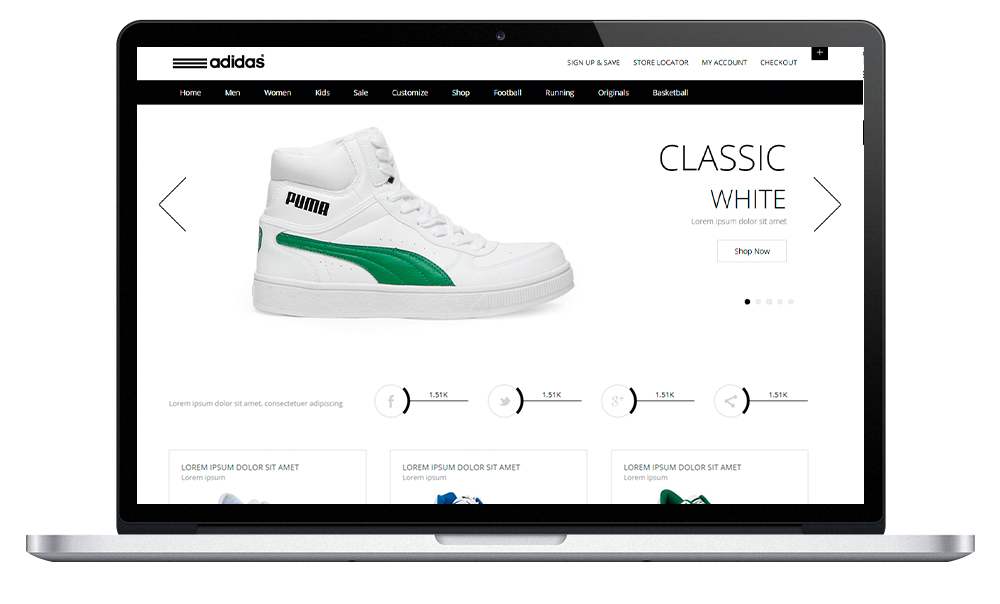 adidas
SIGN UP & SAVE STORE LOCATOR MY ACCOUNT CHECKOUT +
Home Men Women Kids Sale Customize Shop Football Running Originals Basketball
PUMA
CLASSIC
WHITE
Lorem ipsum dolor sit amet
Shop Now
Lorem ipsum dolor sit amet, consectetuer adipiscing
f 1.51K 1.51K g+ 1.51K 1.51K
LOREM IPSUM DOLOR SIT AMET
Lorem ipsum
LOREM IPSUM DOLOR SIT AMET
Lorem ipsum
LOREM IPSUM DOLOR SIT AMET
Lorem ipsum